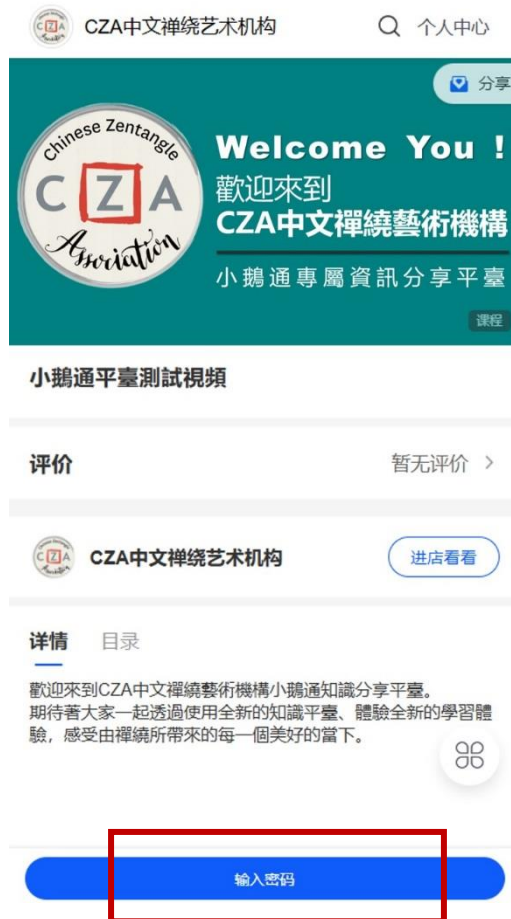 CZA中文禅绕艺术机构
个人中心
分享
Chinese Zentangle
CZA
Association
Welcome You !
歡迎來到
CZA中文禪繞藝術機構
小鵝通專屬資訊分享平臺
课程
小鵝通平臺測試視頻
评价
暂无评价
CZA中文禅绕艺术机构
进店看看
详情 目录
歡迎來到CZA中文禪繞藝術機構小鵝通知識分享平臺。
期待著大家一起透過使用全新的知識平臺、體驗全新的學習體
驗，感受由禪繞所帶來的每一個美好的當下。
输入密码